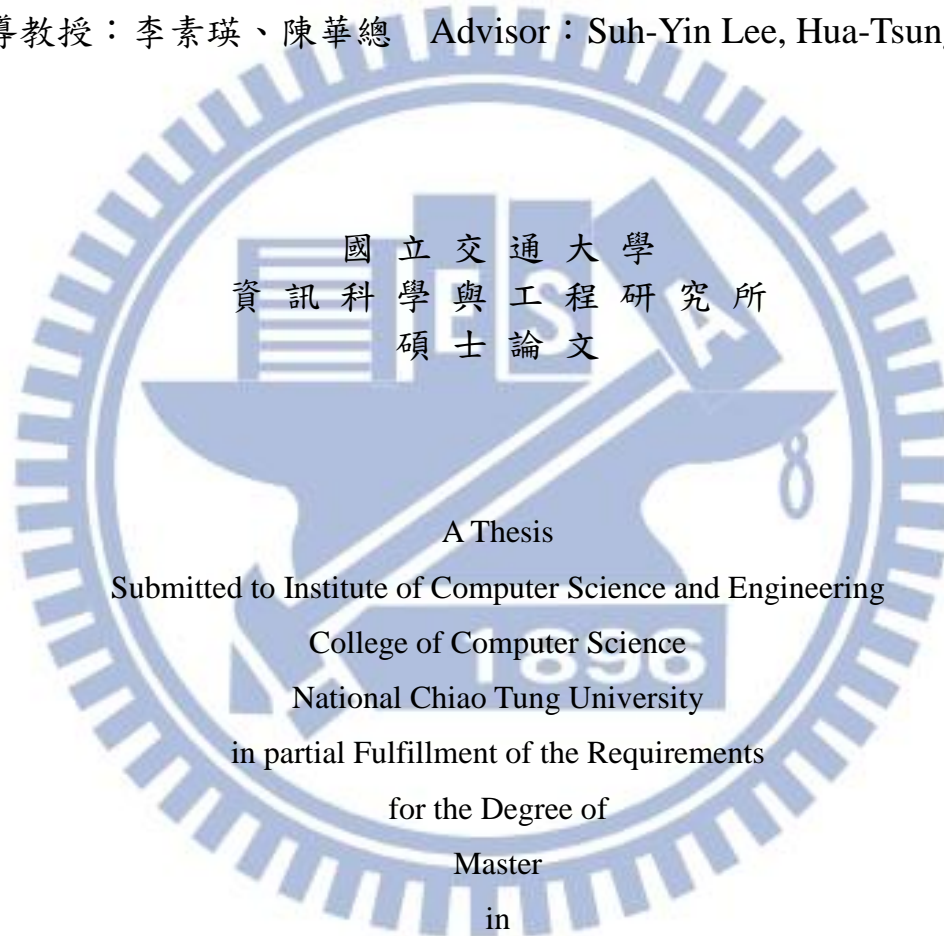 導教授：李素瑛、陳華總 Advisor：Suh-Yin Lee, Hua-Tsung
國立交通大學
資訊科學與工程研究所
碩士論文
ES
A
A Thesis
Submitted to Institute of Computer Science and Engineering
College of Computer Science
1896
National Chiao Tung University
in partial Fulfillment of the Requirements
for the Degree of
Master
in